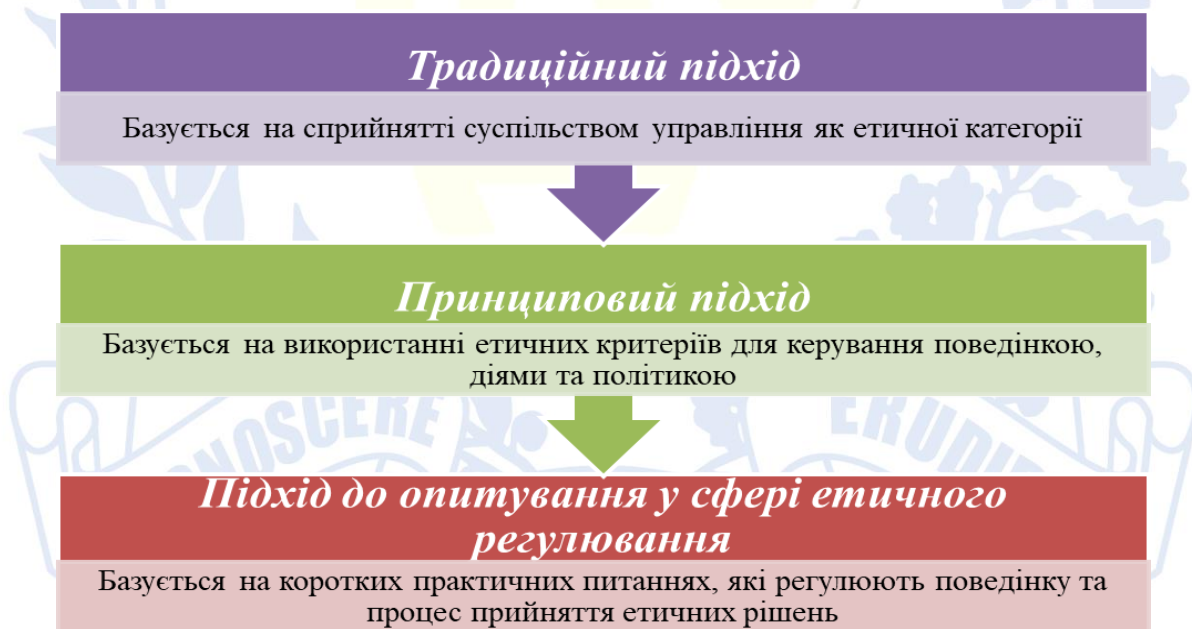 Традиційний підхід
Базується на сприйнятті суспільством управління як етичної категорії
Принциповий підхід
Базується на використанні етичних критеріїв для керування поведінкою,
діями та політикою
Підхід до опитування у сфері етичного
регулювання
Базується на коротких практичних питаннях, які регулюють поведінку та
процес прийняття етичних рішень